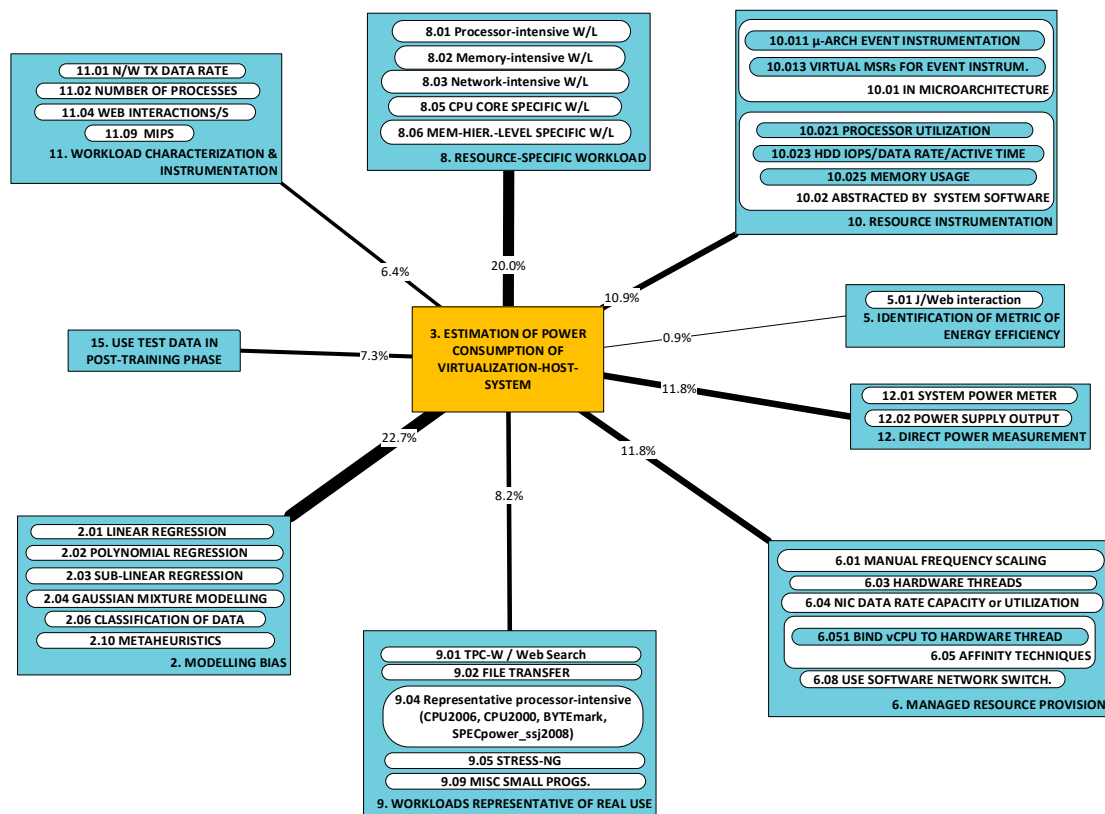 11.01 N/W TX DATA RATE
11.02 NUMBER OF PROCESSES
11.04 WEB INTERACTIONS/S
11.09 MIPS
11. WORKLOAD CHARACTERIZATION &
INSTRUMENTATION
8.01 Processor-intensive W/L
8.02 Memory-intensive W/L
8.03 Network-intensive W/L
8.05 CPU CORE SPECIFIC W/L
8.06 MEM-HIER.-LEVEL SPECIFIC W/L
8. RESOURCE-SPECIFIC WORKLOAD
10.011 µ-ARCH EVENT INSTRUMENTATION
10.013 VIRTUAL MSRs FOR EVENT INSTRUM.
10.01 IN MICROARCHITECTURE
10.021 PROCESSOR UTILIZATION
10.023 HDD IOPS/DATA RATE/ACTIVE TIME
10.025 MEMORY USAGE
10.02 ABSTRACTED BY SYSTEM SOFTWARE
10. RESOURCE INSTRUMENTATION
6.4%
20.0%
10.9%
5.01 J/Web interaction
5. IDENTIFICATION OF METRIC OF
ENERGY EFFICIENCY
0.9%
15. USE TEST DATA IN
POST-TRAINING PHASE
7.3%
3. ESTIMATION OF POWER
CONSUMPTION OF
VIRTUALIZATION-HOST-
SYSTEM
11.8%
12.01 SYSTEM POWER METER
12.02 POWER SUPPLY OUTPUT
12. DIRECT POWER MEASUREMENT
22.7%
8.2%
11.8%
2.01 LINEAR REGRESSION
2.02 POLYNOMIAL REGRESSION
2.03 SUB-LINEAR REGRESSION
2.04 GAUSSIAN MIXTURE MODELLING
2.06 CLASSIFICATION OF DATA
2.10 METAHEURISTICS
2. MODELLING BIAS
9.01 TPC-W / Web Search
9.02 FILE TRANSFER
9.04 Representative processor-intensive
(CPU2006, CPU2000, BYTEmark,
SPECpower_ssj2008)
9.05 STRESS-NG
9.09 MISC SMALL PROGS.
9. WORKLOADS REPRESENTATIVE OF REAL USE
6.01 MANUAL FREQUENCY SCALING
6.03 HARDWARE THREADS
6.04 NIC DATA RATE CAPACITY or UTILIZATION
6.051 BIND vCPU TO HARDWARE THREAD
6.05 AFFINITY TECHNIQUES
6.08 USE SOFTWARE NETWORK SWITCH.
6. MANAGED RESOURCE PROVISION